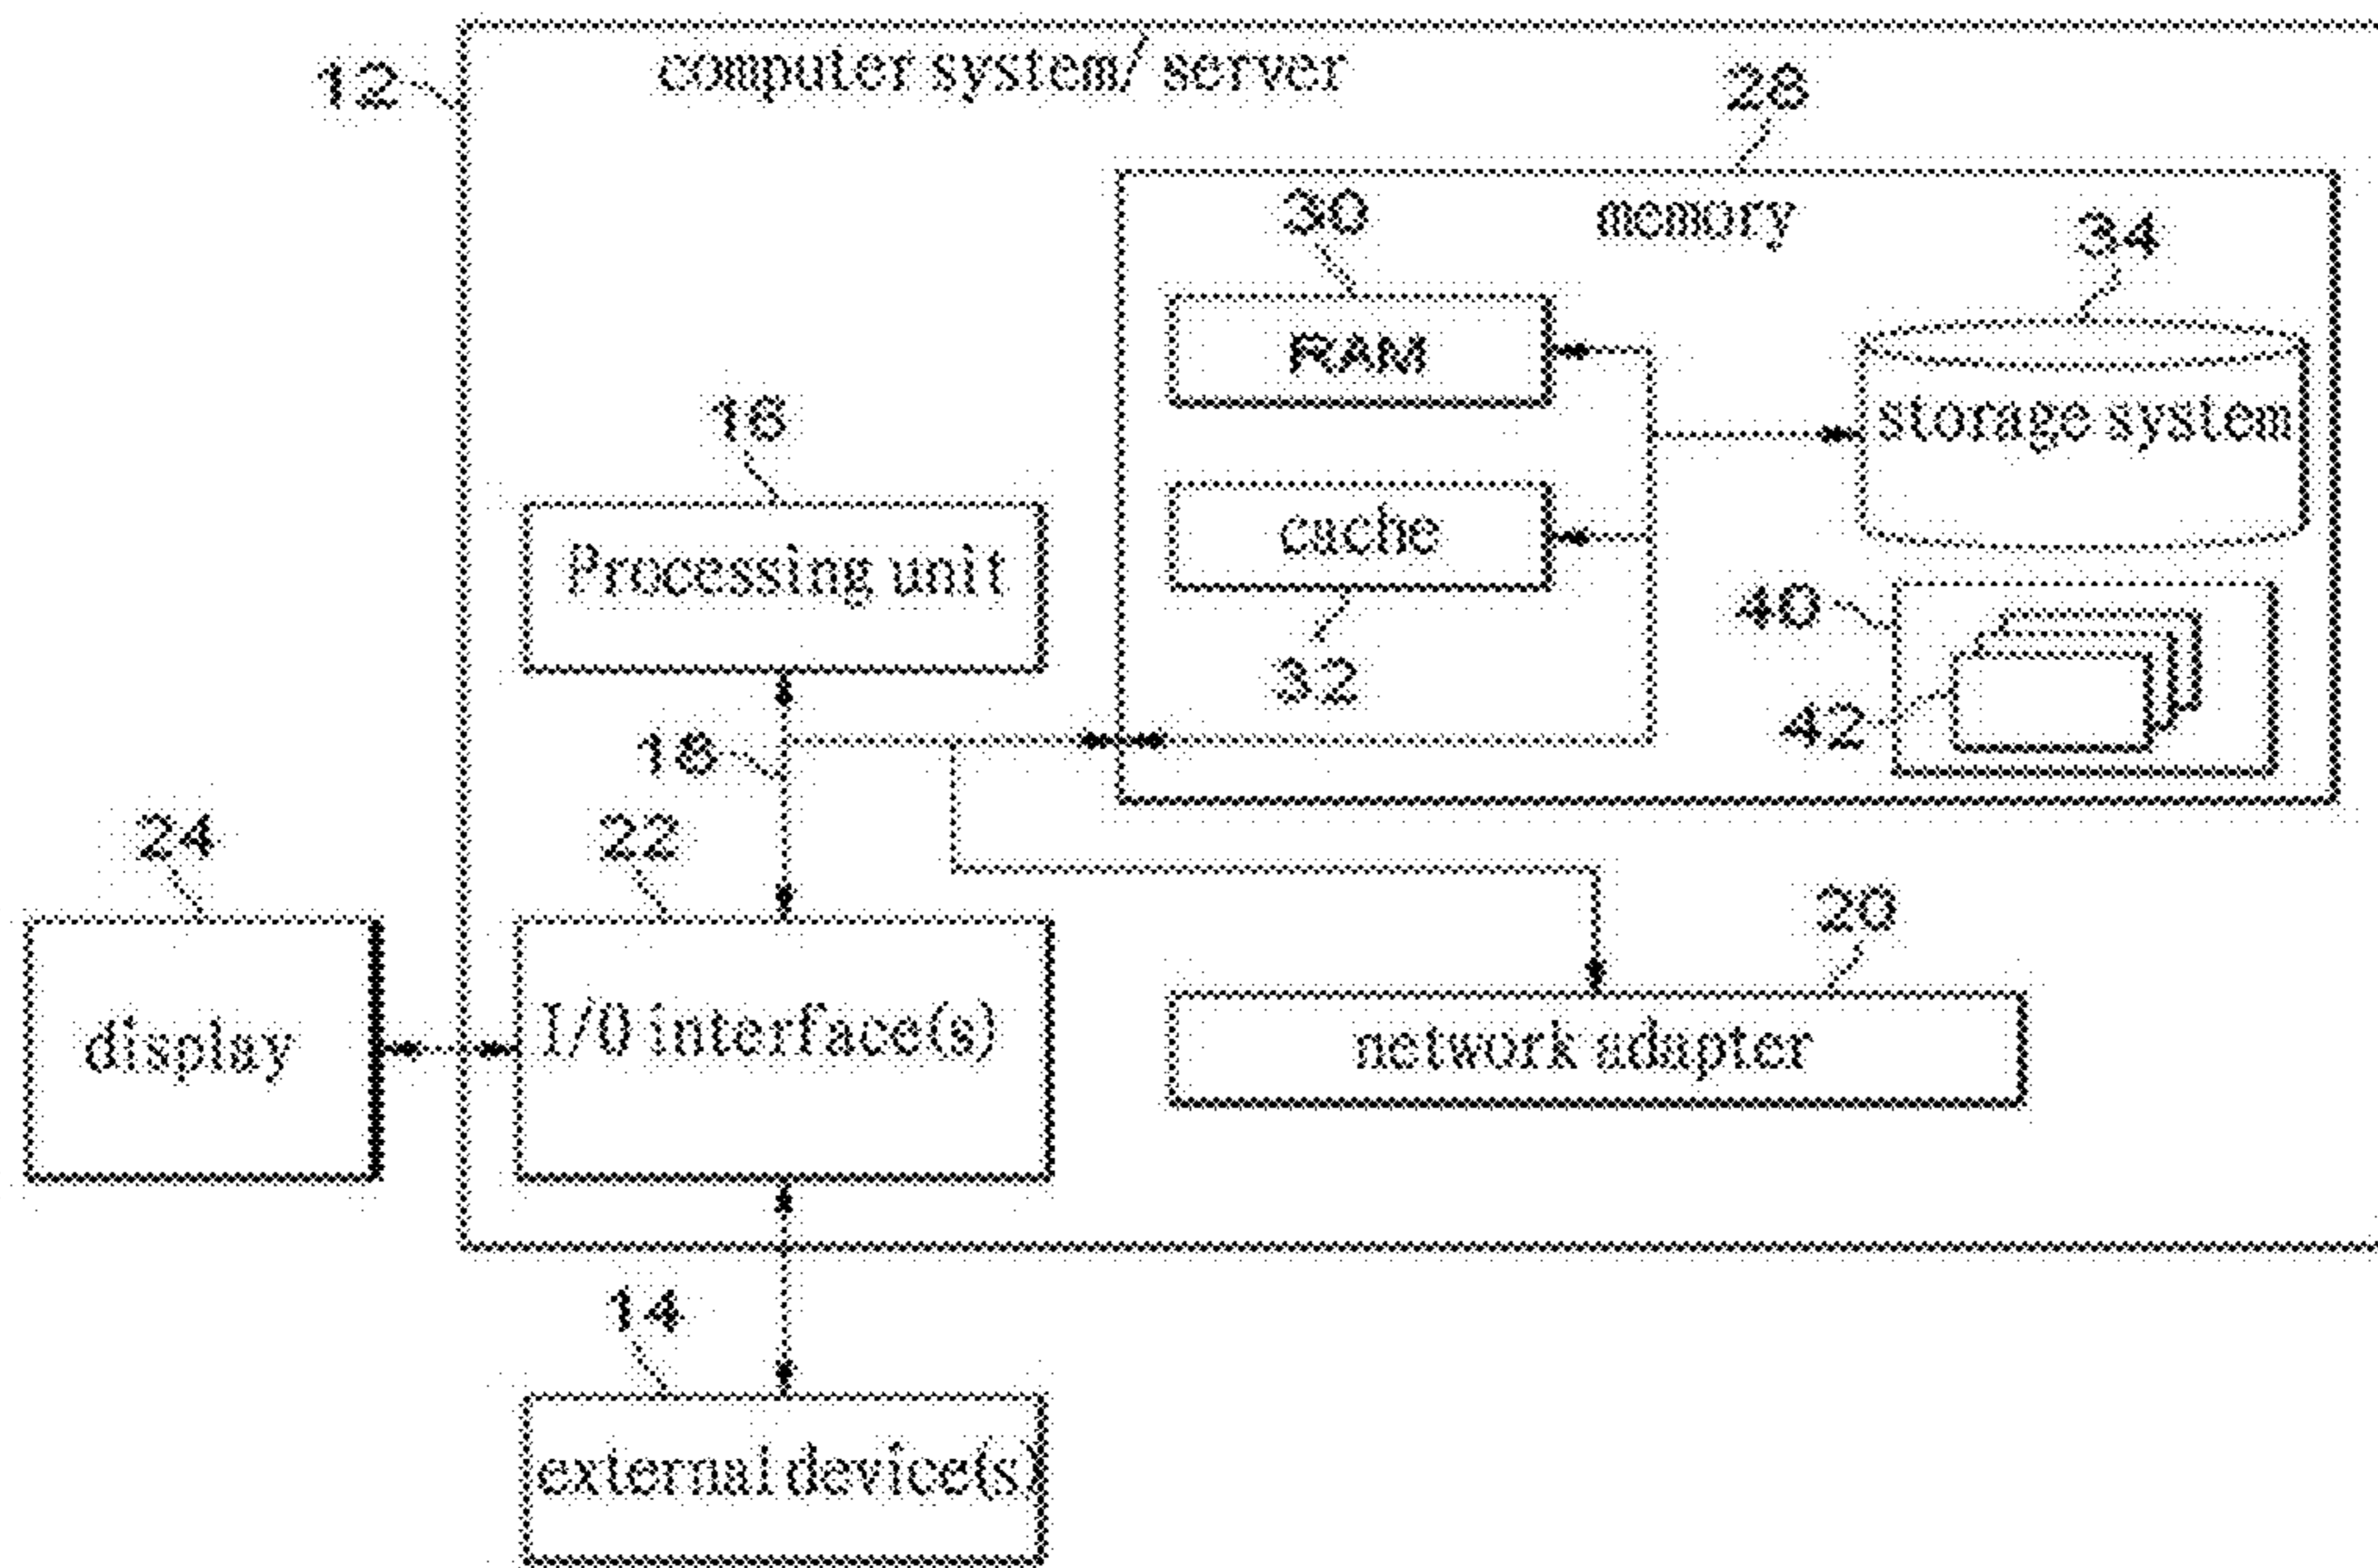 12
computer system/ server
28
memory
30
34
RAM
storage system
16
Processing unit
cache
32
40
42
18
24
22
20
display
I/O interface(s)
network adapter
14
external device(s)